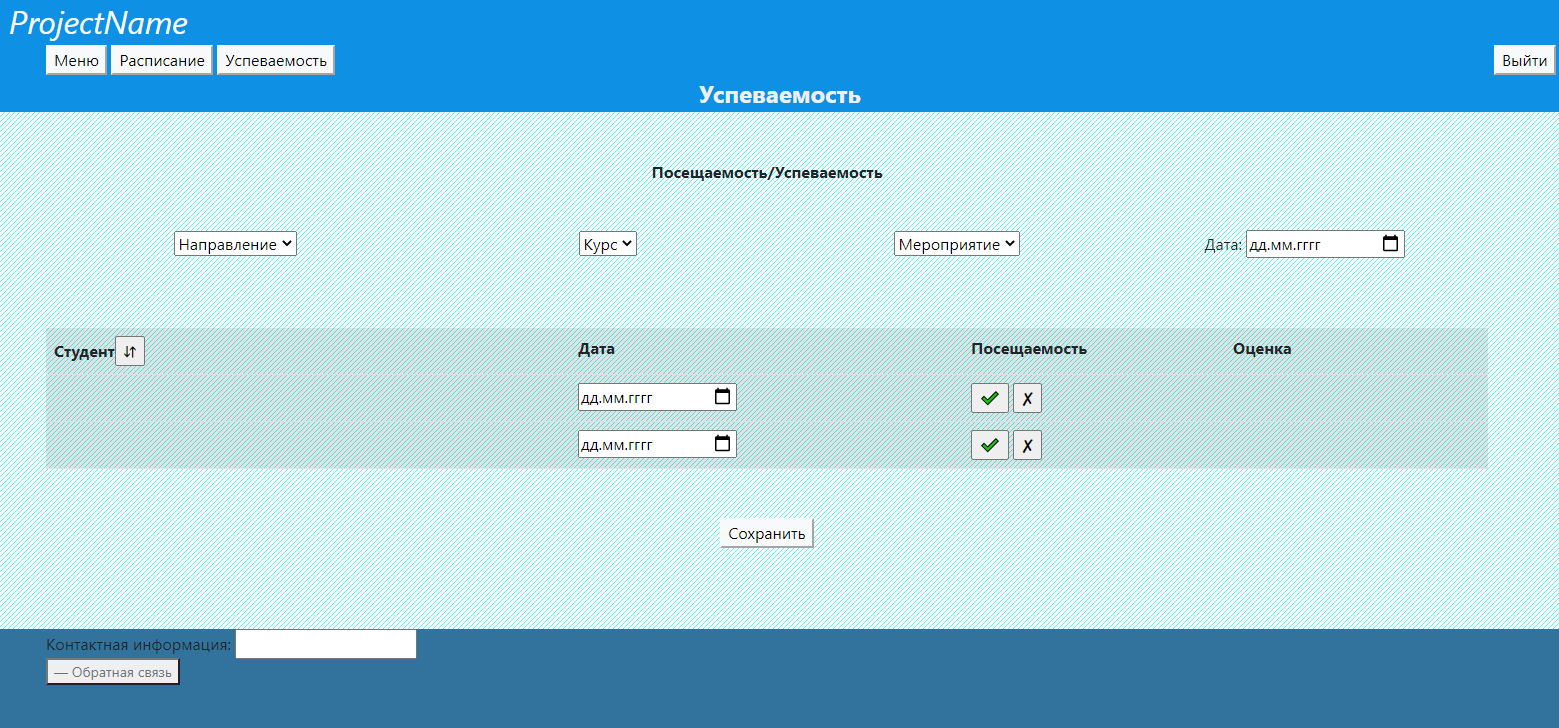 ProjectName
Меню Расписание Успеваемость Выйти
Успеваемость
Посещаемость/Успеваемость
Направление Курс Мероприятие Дата: дд.мм.гггг
Студент Дата Посещаемость Оценка
дд.мм.гггг ✔ ✗
дд.мм.гггг ✔ ✗
Сохранить
Контактная информация:
— Обратная связь